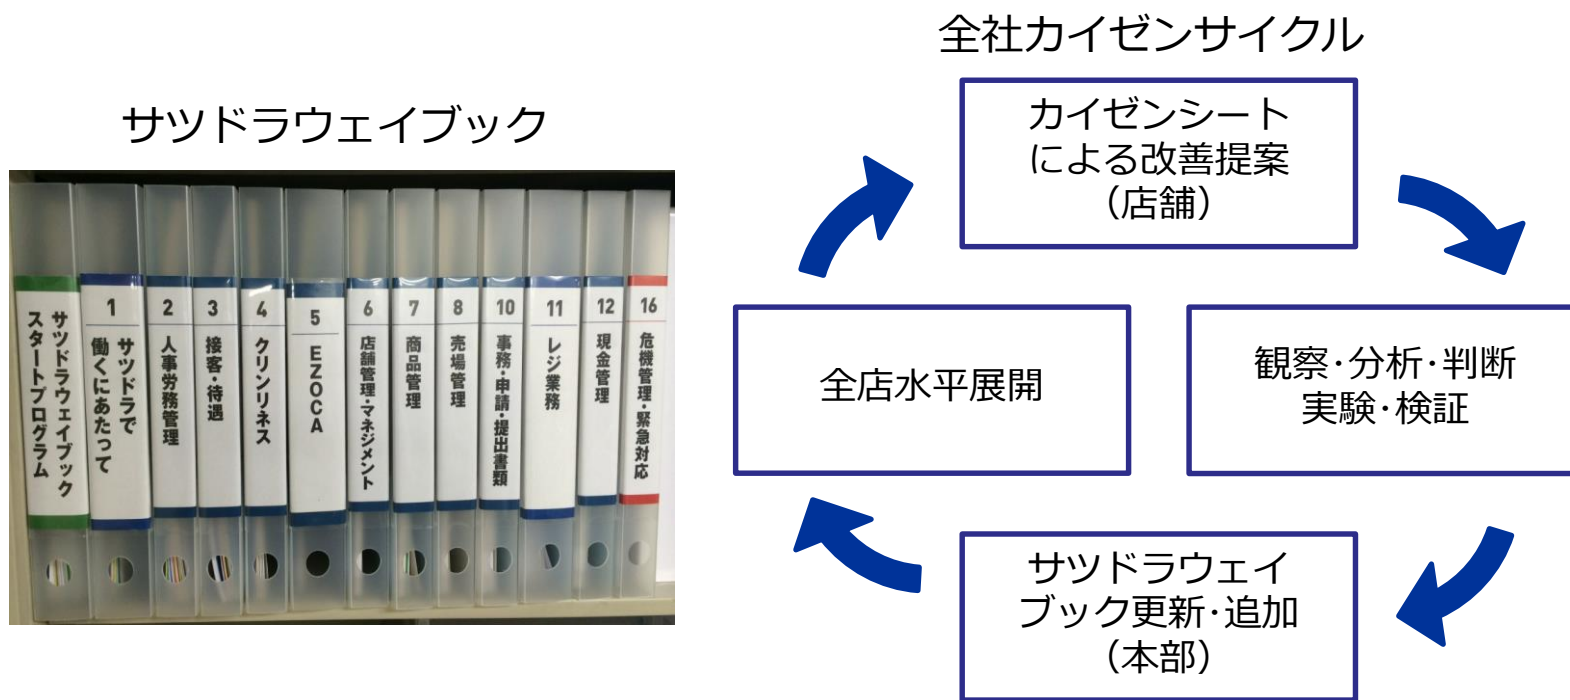 サツドラウェイブック
サツドラウェイブック
スタートプログラム
1
サツドラで
働くにあたって
2
人事労務管理
3
接客・待遇
4
クリンリネス
5
EZOCA
6
店舗管理・マネジメント
7
商品管理
8
売場管理
10
事務・申請・提出書類
11
レジ業務
12
現金管理
16
危機管理・緊急対応
全社カイゼンサイクル
カイゼンシート
による改善提案
（店舗）
観察･分析･判断
実験･検証
サツドラウェイ
ブック更新･追加
（本部）
全店水平展開